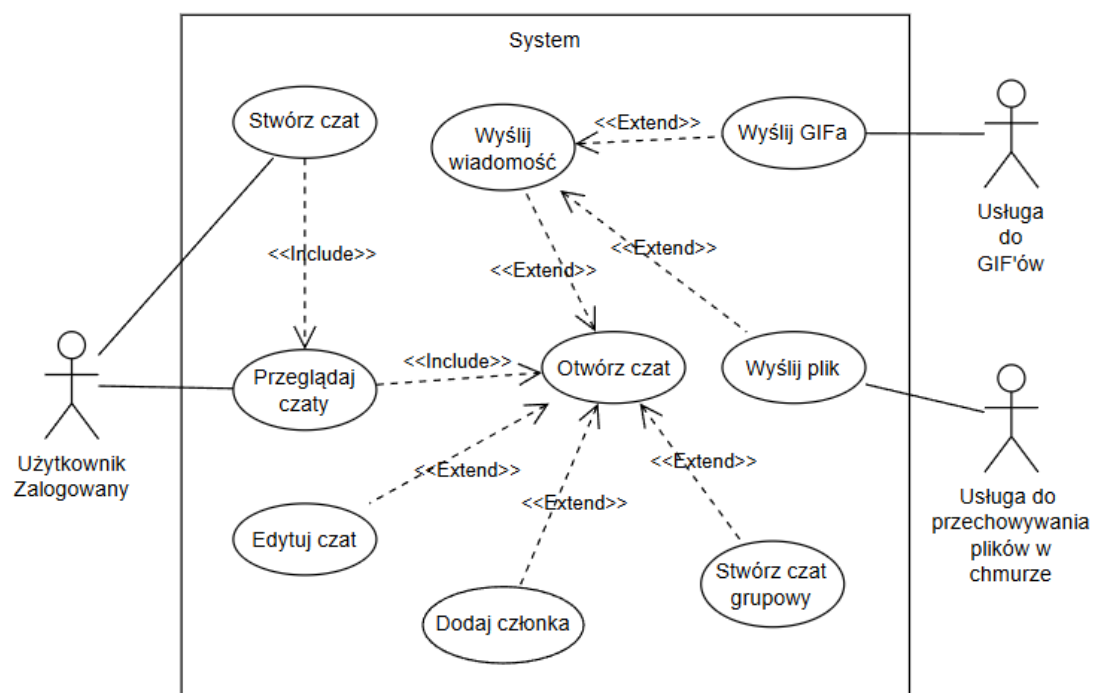 System
Stwórz czat
Wyślij
wiadomość
<<Extend>>
Wyślij GIFa
Usługa
do
GIF'ów
<<Include>>
<<Extend>>
<<Extend>>
Użytkownik
Zalogowany
Przeglądaj
czaty
<<Include>>
Otwórz czat
Wyślij plik
Usługa do
przechowywania
plików w
chmurze
<<Extend>>
<<Extend>>
<<Extend>>
Edytuj czat
Dodaj członka
Stwórz czat
grupowy